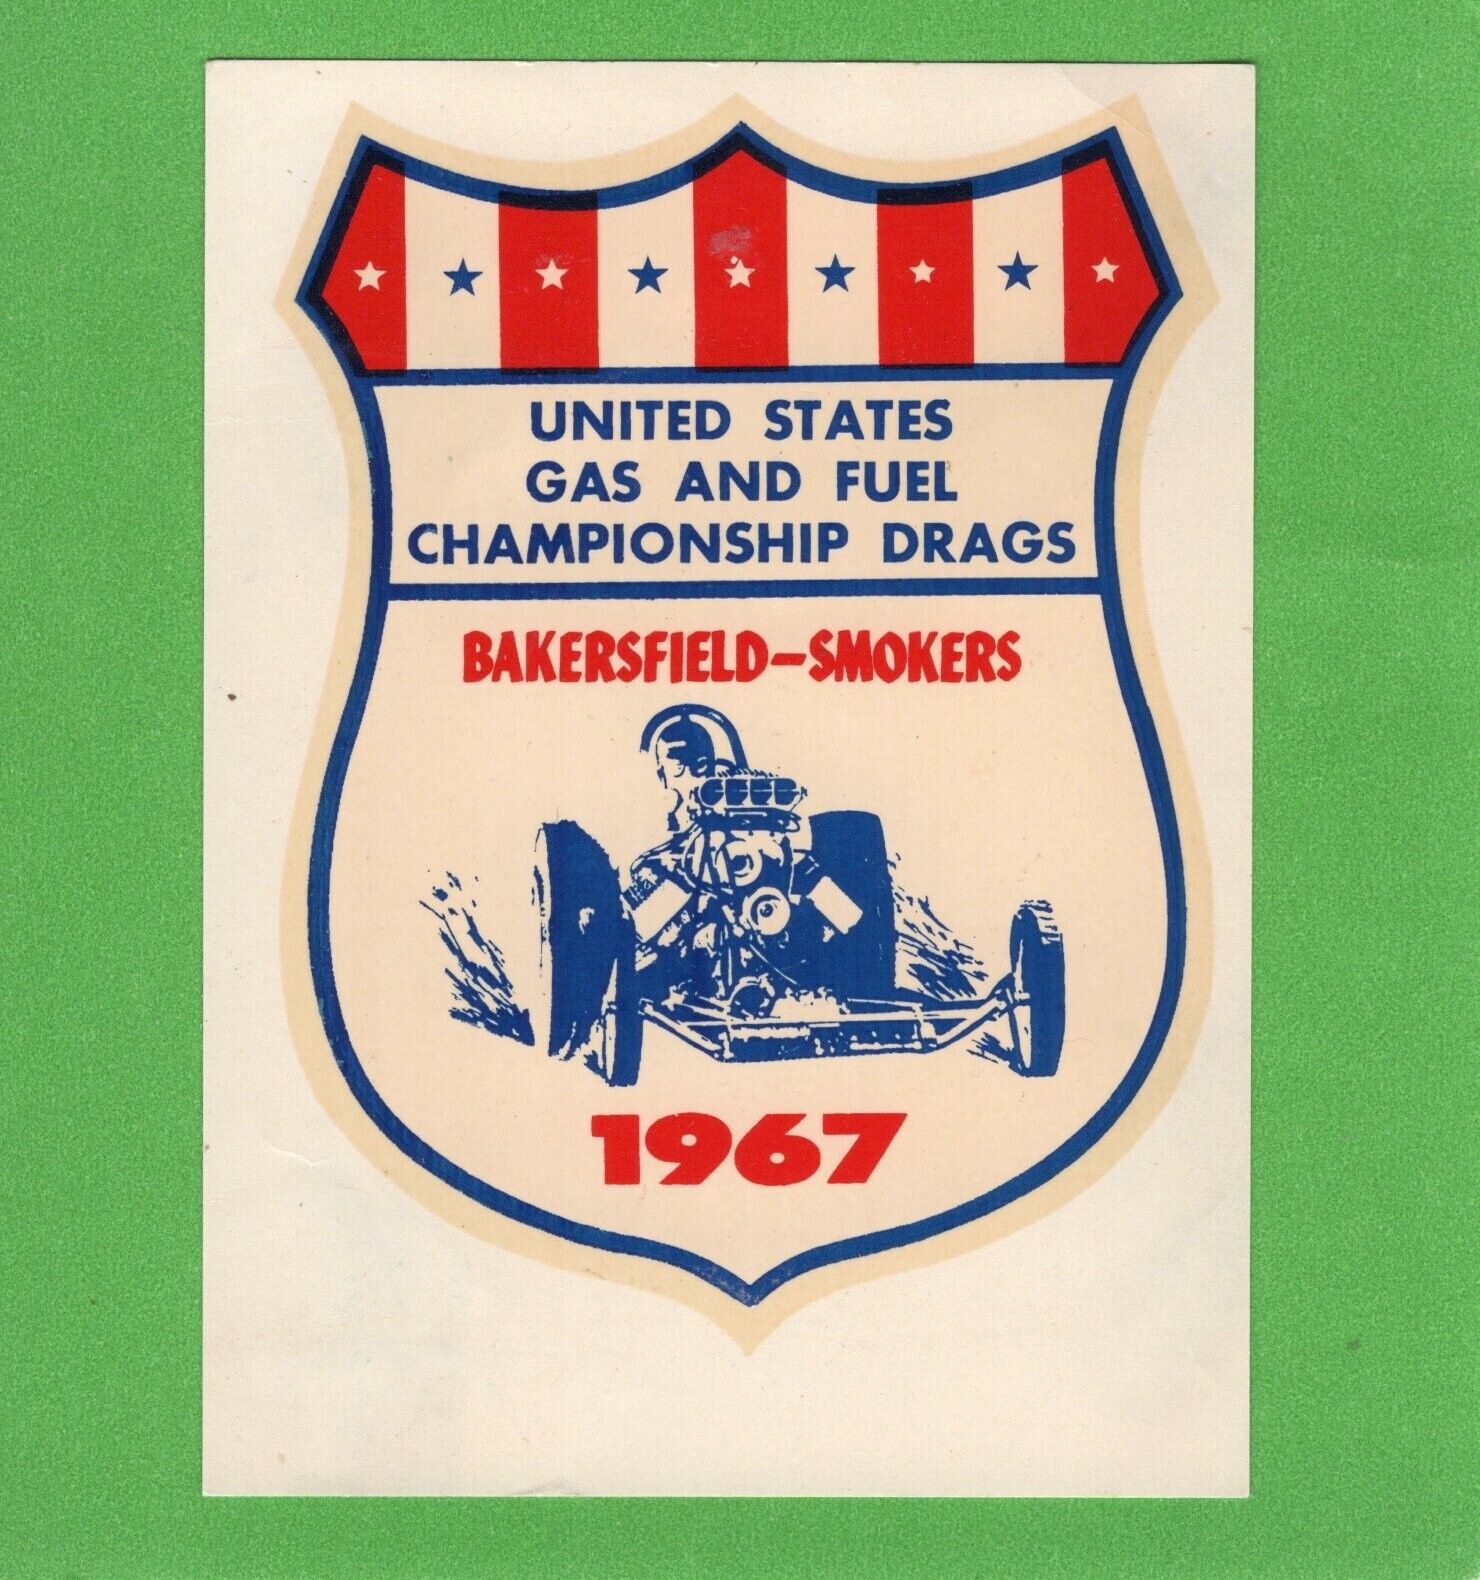 UNITED STATES
GAS AND FUEL
CHAMPIONSHIP DRAGS
BAKERSFIELD-SMOKERS
1967